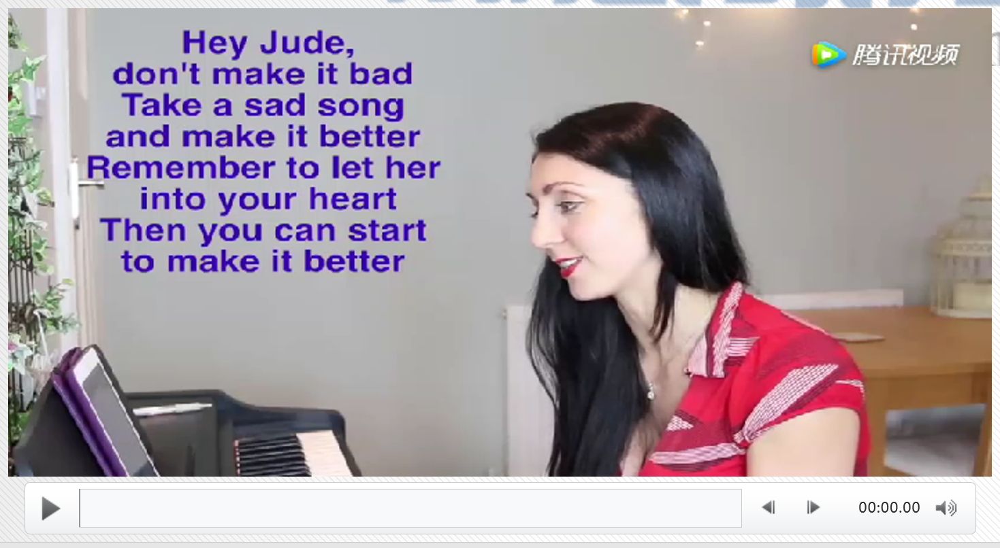 Hey Jude,
don't make it bad
Take a sad song
and make it better
Remember to let her
into your heart
Then you can start
to make it better
腾讯视频
00:00.00